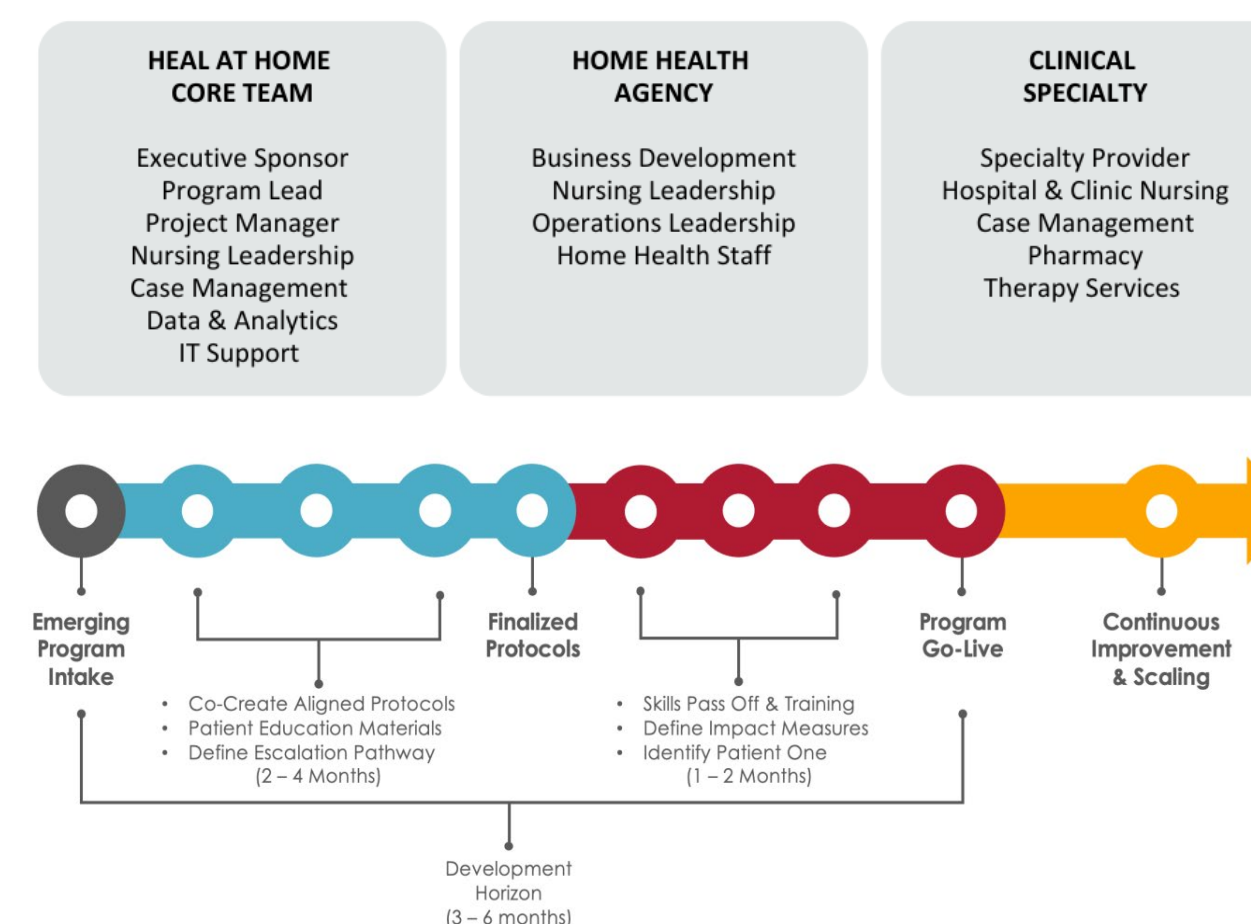 HEAL AT HOME
CORE TEAM
Executive Sponsor
Program Lead
Project Manager
Nursing Leadership
Case Management
Data & Analytics
IT Support
HOME HEALTH
AGENCY
Business Development
Nursing Leadership
Operations Leadership
Home Health Staff
CLINICAL
SPECIALTY
Specialty Provider
Hospital & Clinic Nursing
Case Management
Pharmacy
Therapy Services
Emerging
Program
Intake
• Co-Create Aligned Protocols
• Patient Education Materials
• Define Escalation Pathway
(2 – 4 Months)
Finalized
Protocols
• Skills Pass Off & Training
• Define Impact Measures
• Identify Patient One
(1 – 2 Months)
Program
Go-Live
Continuous
Improvement
& Scaling
Development
Horizon
(3 – 6 months)